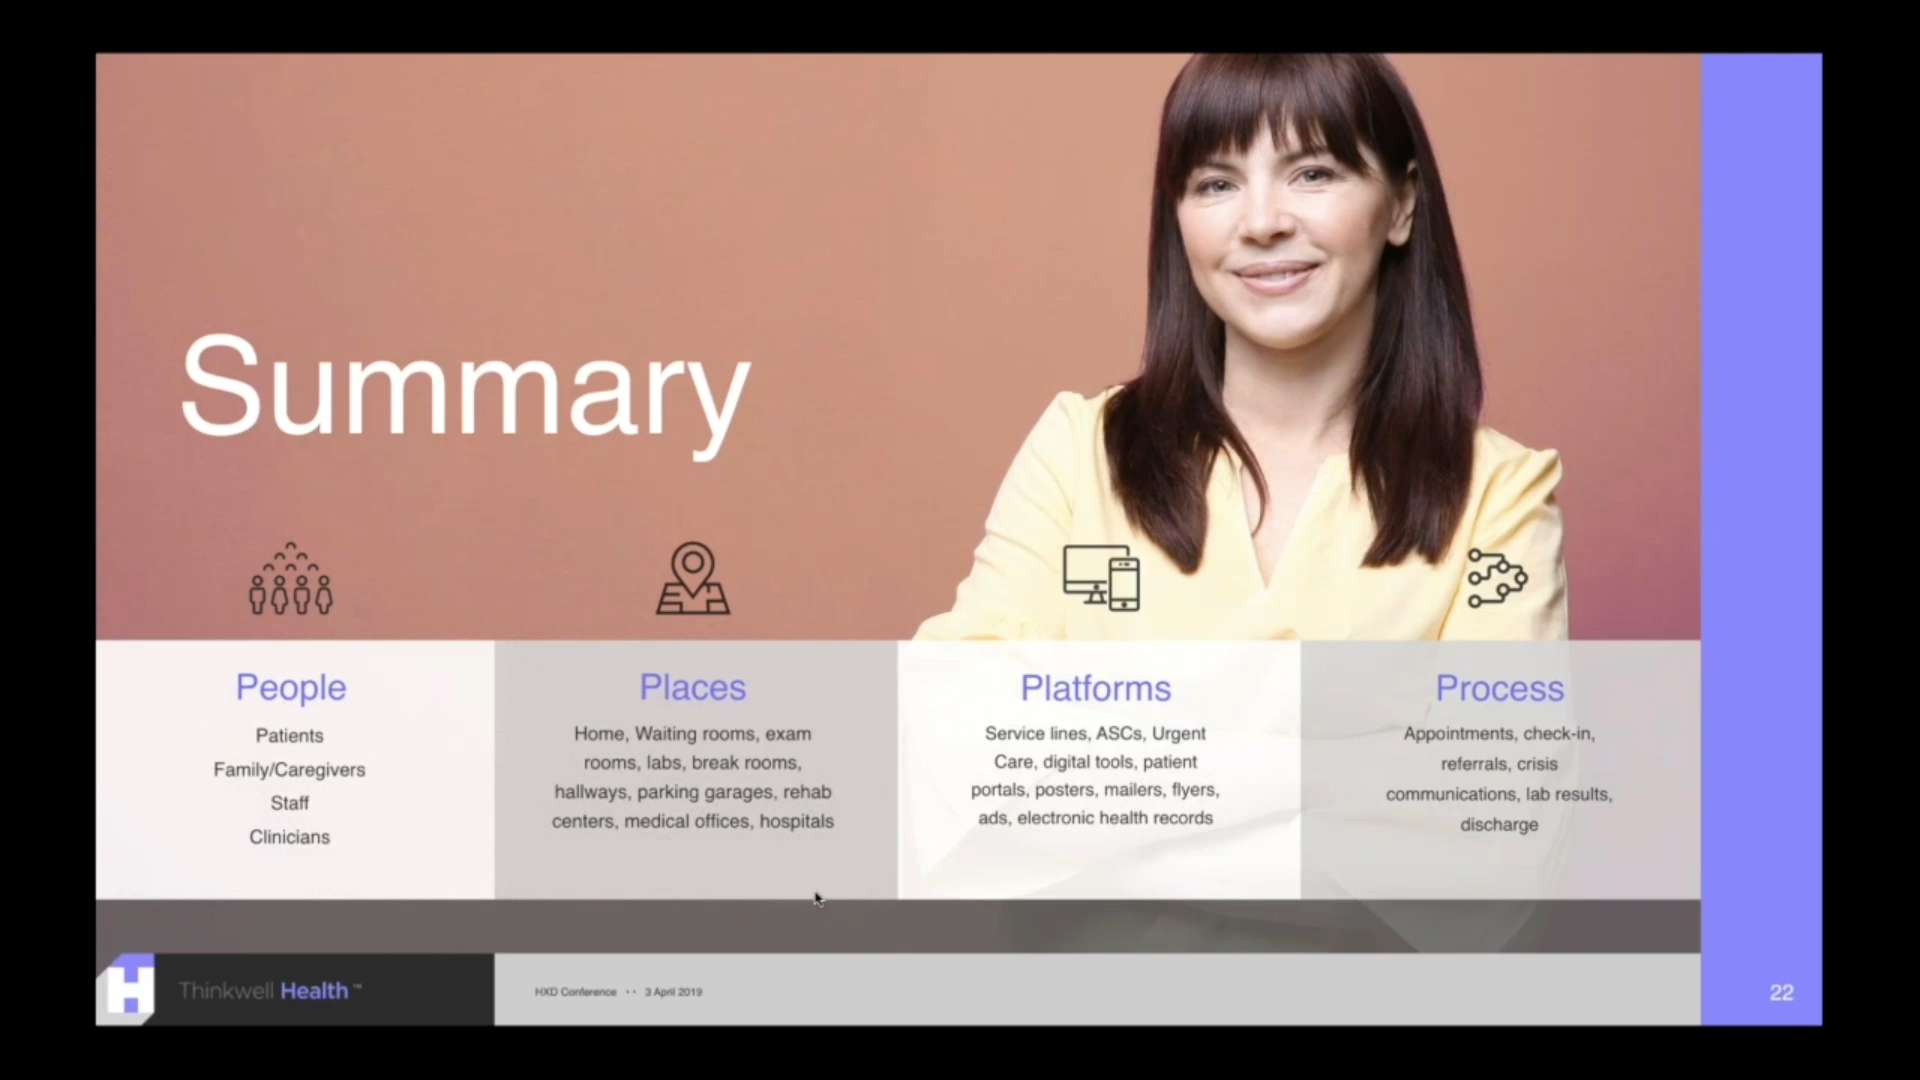 Summary
People
Patients
Family/Caregivers
Staff
Clinicians
Places
Home, Waiting rooms, exam
rooms, labs, break rooms,
hallways, parking garages, rehab
centers, medical offices, hospitals
Platforms
Service lines, ASCs, Urgent
Care, digital tools, patient
portals, posters, mailers, flyers,
ads, electronic health records
Process
Appointments, check-in,
referrals, crisis
communications, lab results,
discharge
H Thinkwell Health™
HXD Conference •• 3 April 2019
22